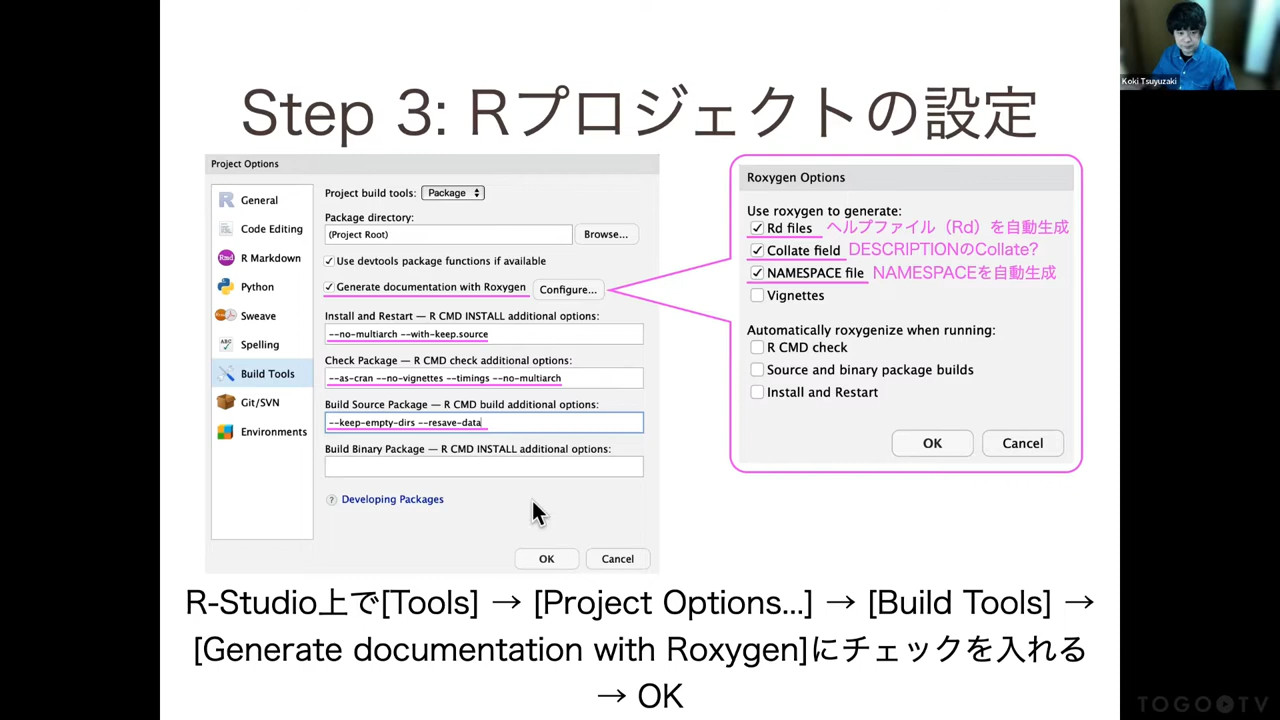 Koki Tsuyuzaki
Step 3: Rプロジェクトの設定
Project Options
General
Code Editing
R Markdown
Python
Sweave
Spelling
Build Tools
Git/SVN
Environments
Project build tools: Package
Package directory:
(Project Root) Browse...
Use devtools package functions if available
Generate documentation with Roxygen Configure...
Install and Restart — R CMD INSTALL additional options:
--no-multiarch --with-keep.source
Check Package — R CMD check additional options:
--as-cran --no-vignettes --timings --no-multiarch
Build Source Package — R CMD build additional options:
--keep-empty-dirs --resave-data
Build Binary Package — R CMD INSTALL additional options:
? Developing Packages
OK Cancel
Roxygen Options
Use roxygen to generate:
Rd files ヘルプファイル（Rd）を自動生成
Collate field DESCRIPTIONのCollate?
NAMESPACE file NAMESPACEを自動生成
Vignettes
Automatically roxygenize when running:
R CMD check
Source and binary package builds
Install and Restart
OK Cancel
R-Studio上で[Tools] → [Project Options...] → [Build Tools] →
[Generate documentation with Roxygen]にチェックを入れる
→ OK
TOGOTV